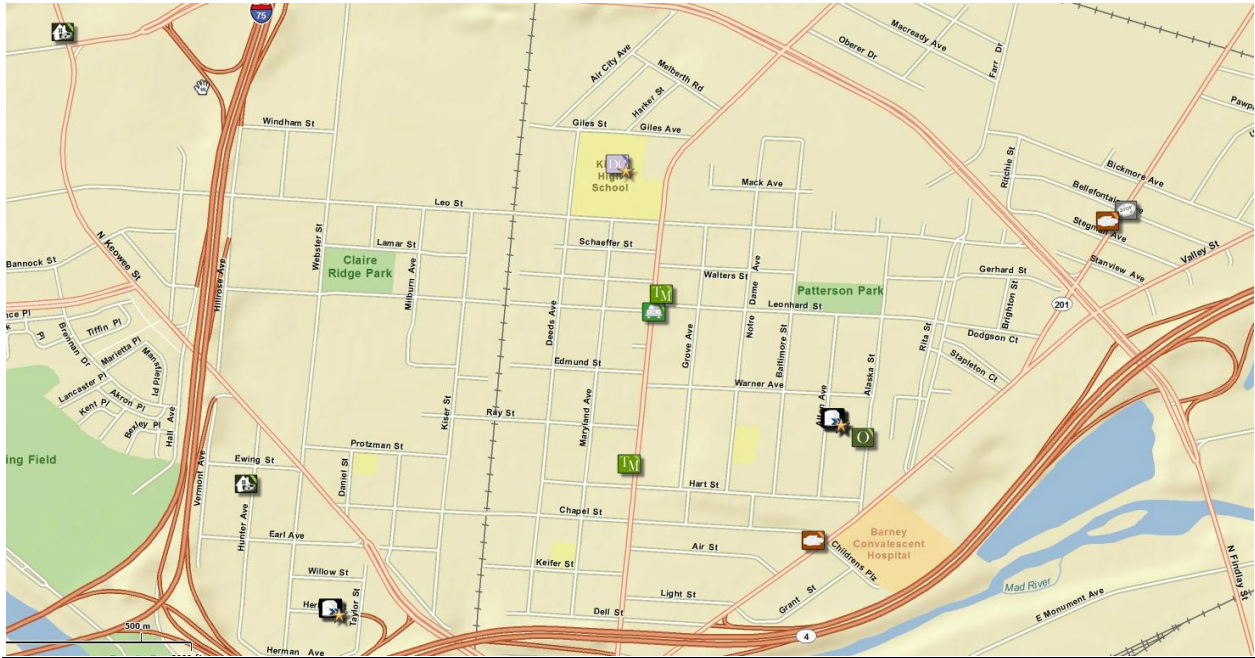 75
Macready Ave
Oberer Dr
Farr Dr
Air City Ave
Melberth Rd
Harker St
Windham St
Giles St
Giles Ave
High
School
DO
Mack Ave
Ritchie St
Bickmore Ave
Stegman Ave
Stanview Ave
Valley St
STOP
Leo St
N Keowee St
Bannock St
Hillrose Ave
Webster St
Lamar St
Claire
Ridge Park
Milburn Ave
Schaeffer St
Walters St
Notre Dame Ave
Patterson Park
Leonhard St
Gerhard St
Brighton St
201
TM
Dodgson Ct
Stapleton Ct
Rita St
Tiffin Pl
Brennan Dr
Marietta Pl
Mansfield Pl
Lancaster Pl
Akron Pl
Kent Pl
Bexley Pl
Hall Ave
Deeds Ave
Edmund St
Grove Ave
Baltimore St
Alaska St
Warner Ave
Kiser St
Ray St
Maryland Ave
O
ing Field
Vermont Ave
Ewing St
Protzman St
Daniel St
TM
Hart St
Chapel St
Hunter Ave
Earl Ave
Air St
Childrens Plz
Barney
Convalescent
Hospital
Willow St
Keifer St
Light St
Grant St
Taylor St
Dell St
Mad River
E Monument Ave
N Findlay St
4
500 m
Herman Ave